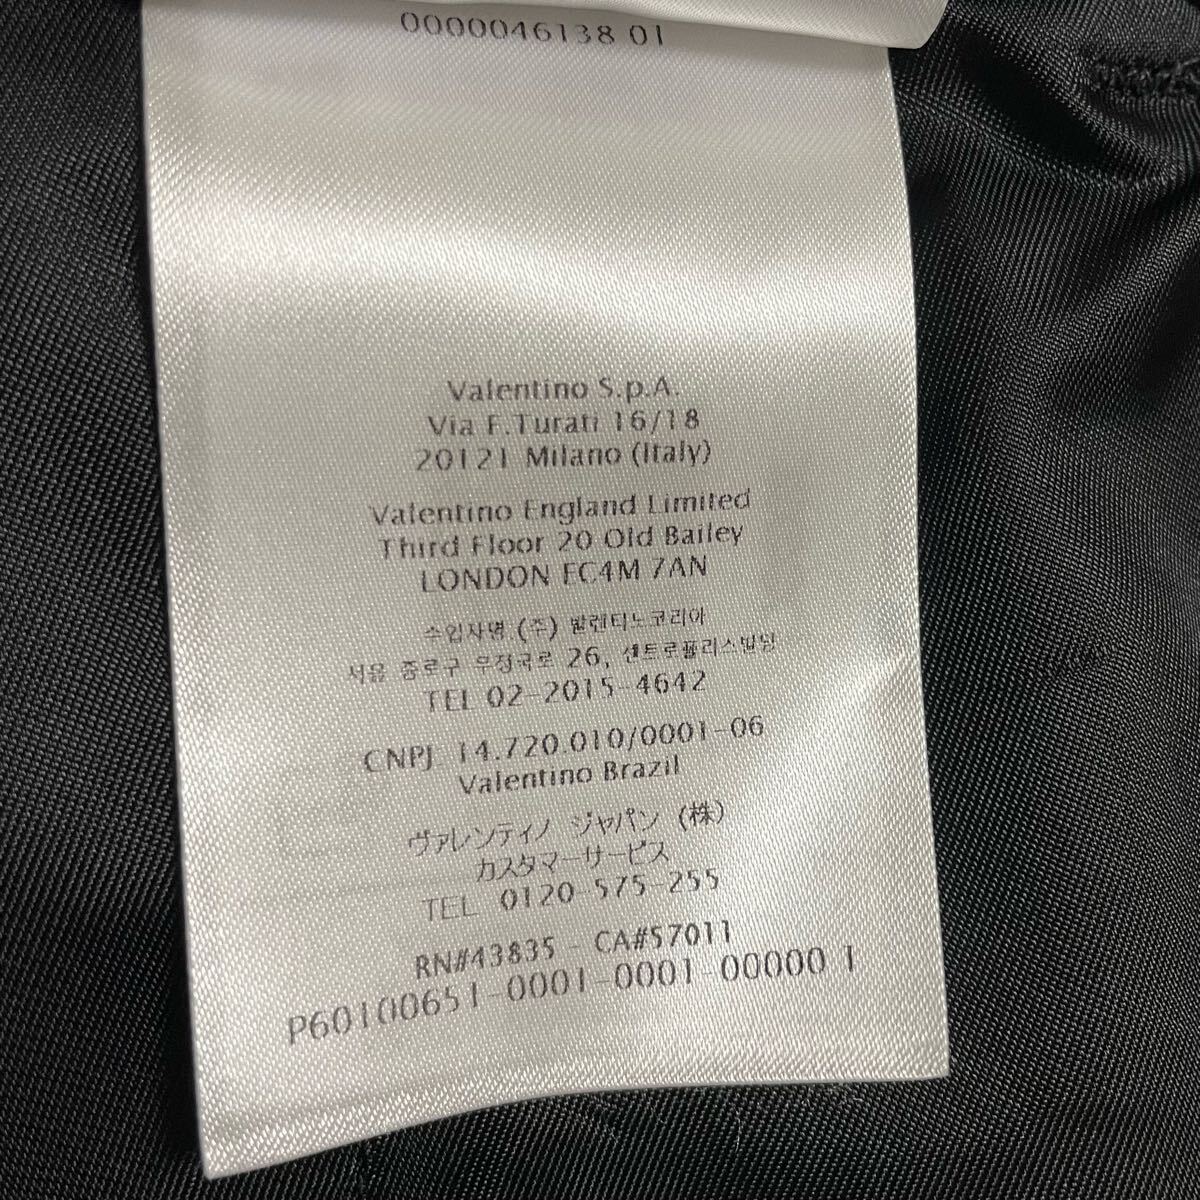 0000046138 01
Valentino S.p.A.
Via F.Turati 16/18
20121 Milano (Italy)
Valentino England Limited
Third Floor 20 Old Bailey
LONDON EC4M 7AN
수입자명 (주) 발렌티노코리아
서울 종로구 우정국로 26, 센트로폴리스빌딩
TEL 02-2015-4642
CNPJ 14.720.010/0001-06
Valentino Brazil
ヴァレンティノ ジャパン (株)
カスタマーサービス
TEL 0120-575-255
RN#43835 - CA#57011
P60100651-0001-0001-00000 1